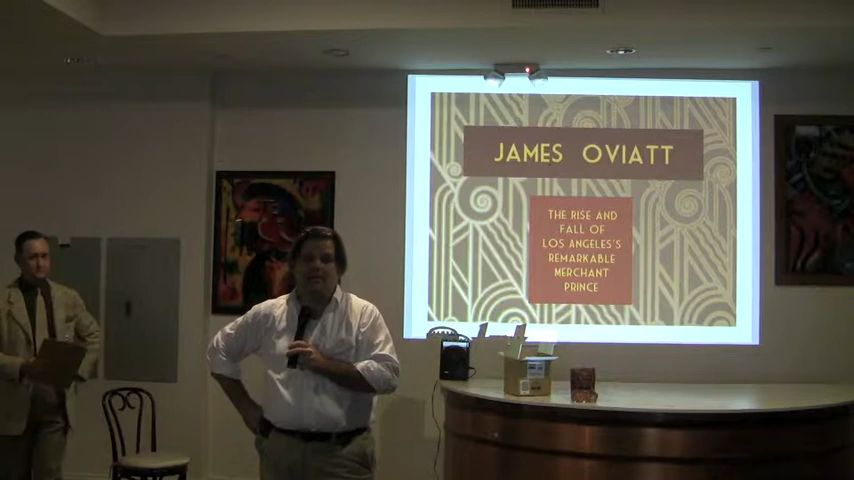 JAMES OVIATT
THE RISE AND
FALL OF
LOS ANGELES'S
REMARKABLE
MERCHANT
PRINCE